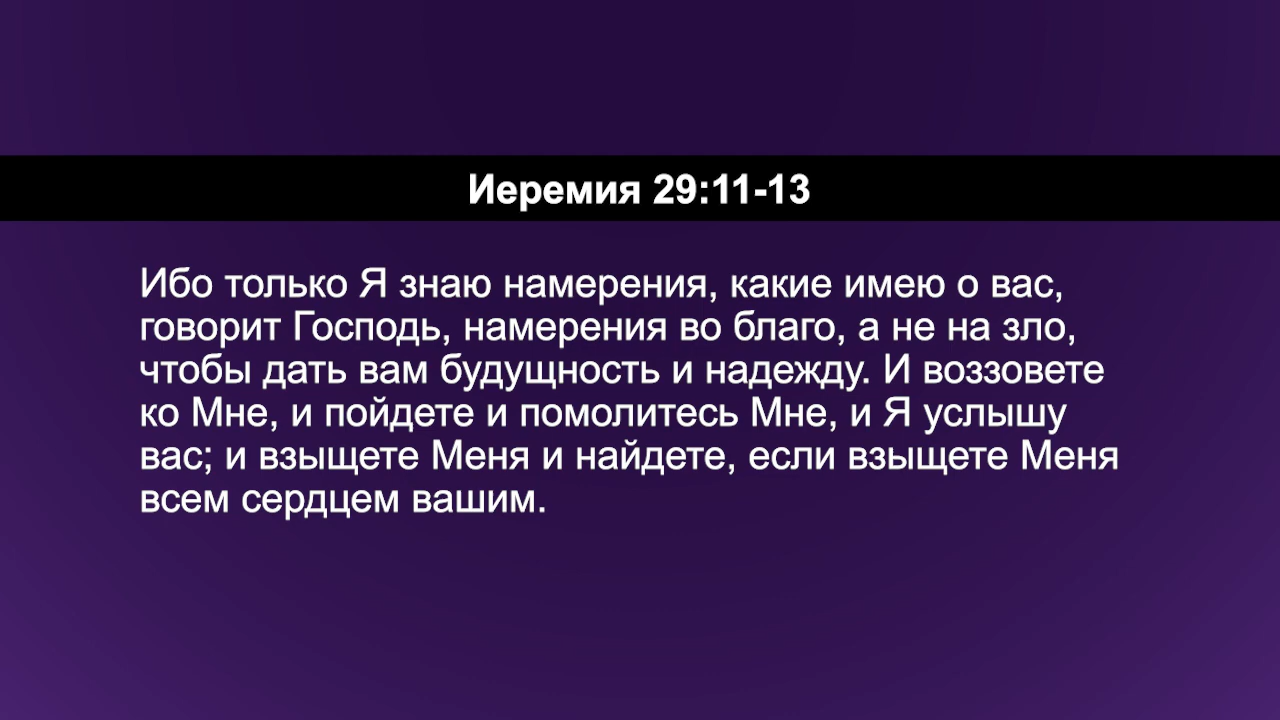 Иеремия 29:11-13
Ибо только Я знаю намерения, какие имею о вас,
говорит Господь, намерения во благо, а не на зло,
чтобы дать вам будущность и надежду. И воззовете
ко Мне, и пойдете и помолитесь Мне, и Я услышу
вас; и взыщете Меня и найдете, если взыщете Меня
всем сердцем вашим.